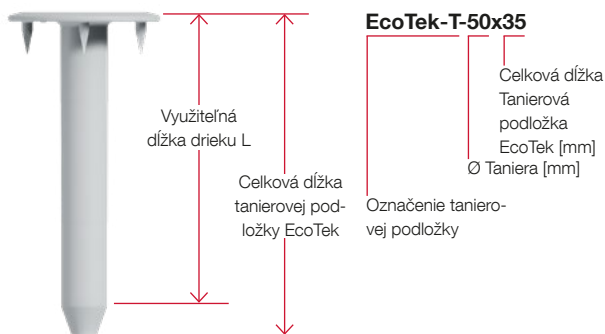 EcoTek-T-50x35
Využiteľná
dĺžka drieku L
Celková dĺžka
tanierovej pod-
ložky EcoTek
Celková dĺžka
Tanierová
podložka
EcoTek [mm]
Ø Taniera [mm]
Označenie taniero-
vej podložky